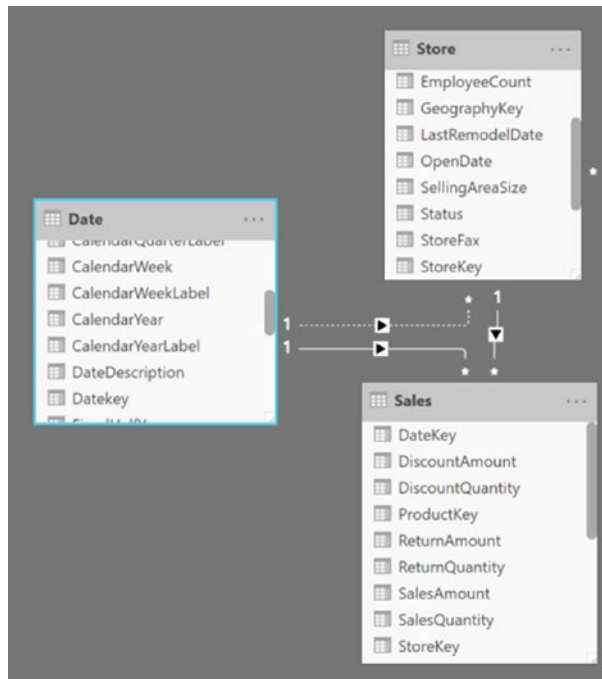 Store
EmployeeCount
GeographyKey
LastRemodelDate
OpenDate
SellingAreaSize
Status
StoreFax
StoreKey
*
Date
CalendarQuarterLabel
CalendarWeek
CalendarWeekLabel
CalendarYear
CalendarYearLabel
DateDescription
Datekey
* 1
1
1
* *
Sales
DateKey
DiscountAmount
DiscountQuantity
ProductKey
ReturnAmount
ReturnQuantity
SalesAmount
SalesQuantity
StoreKey